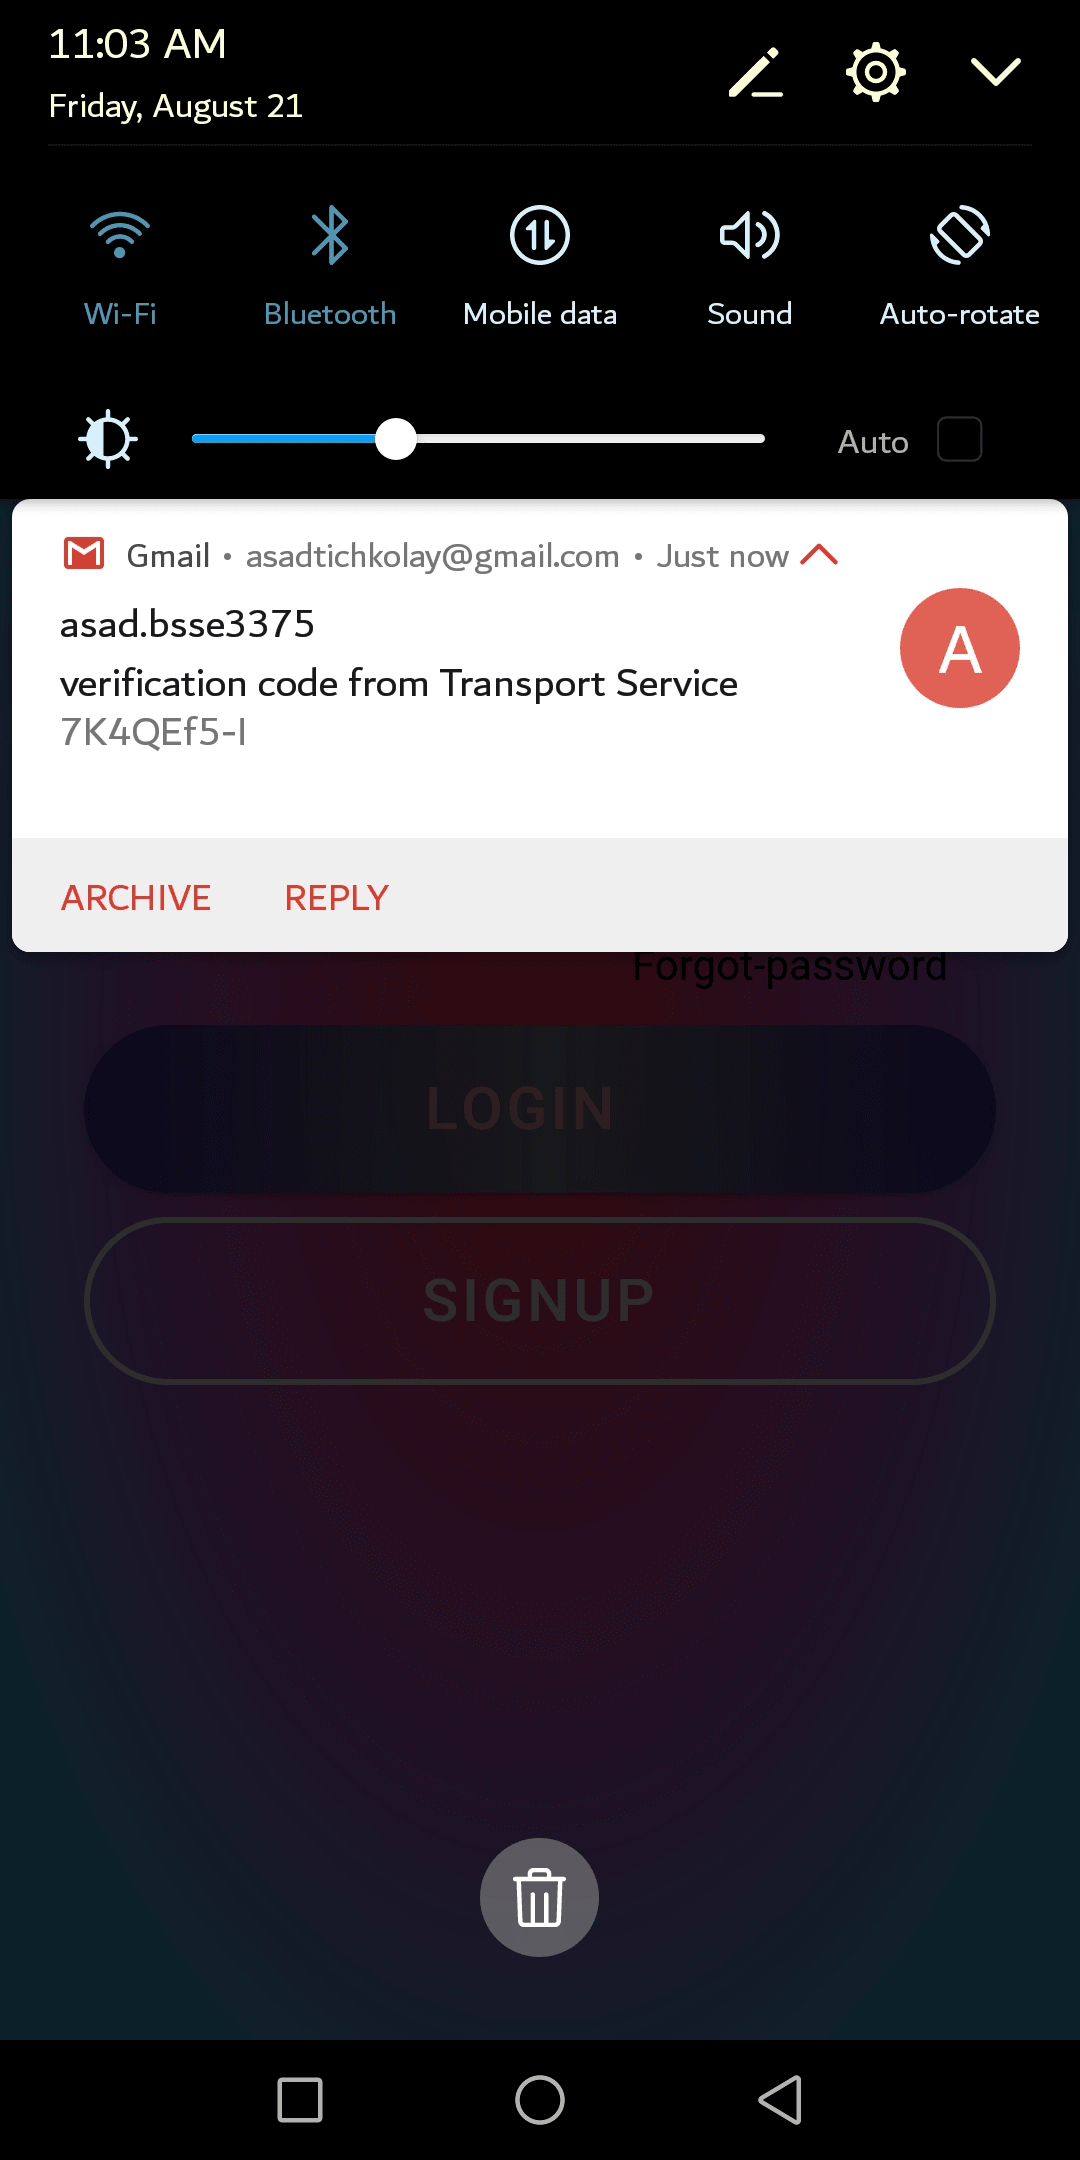 11:03 AM
Friday, August 21
Wi-Fi Bluetooth Mobile data Sound Auto-rotate
Auto
Gmail • asadtichkolay@gmail.com • Just now
asad.bsse3375
A
verification code from Transport Service
7K4QEf5-I
ARCHIVE REPLY
Forgot-password
LOGIN
SIGNUP